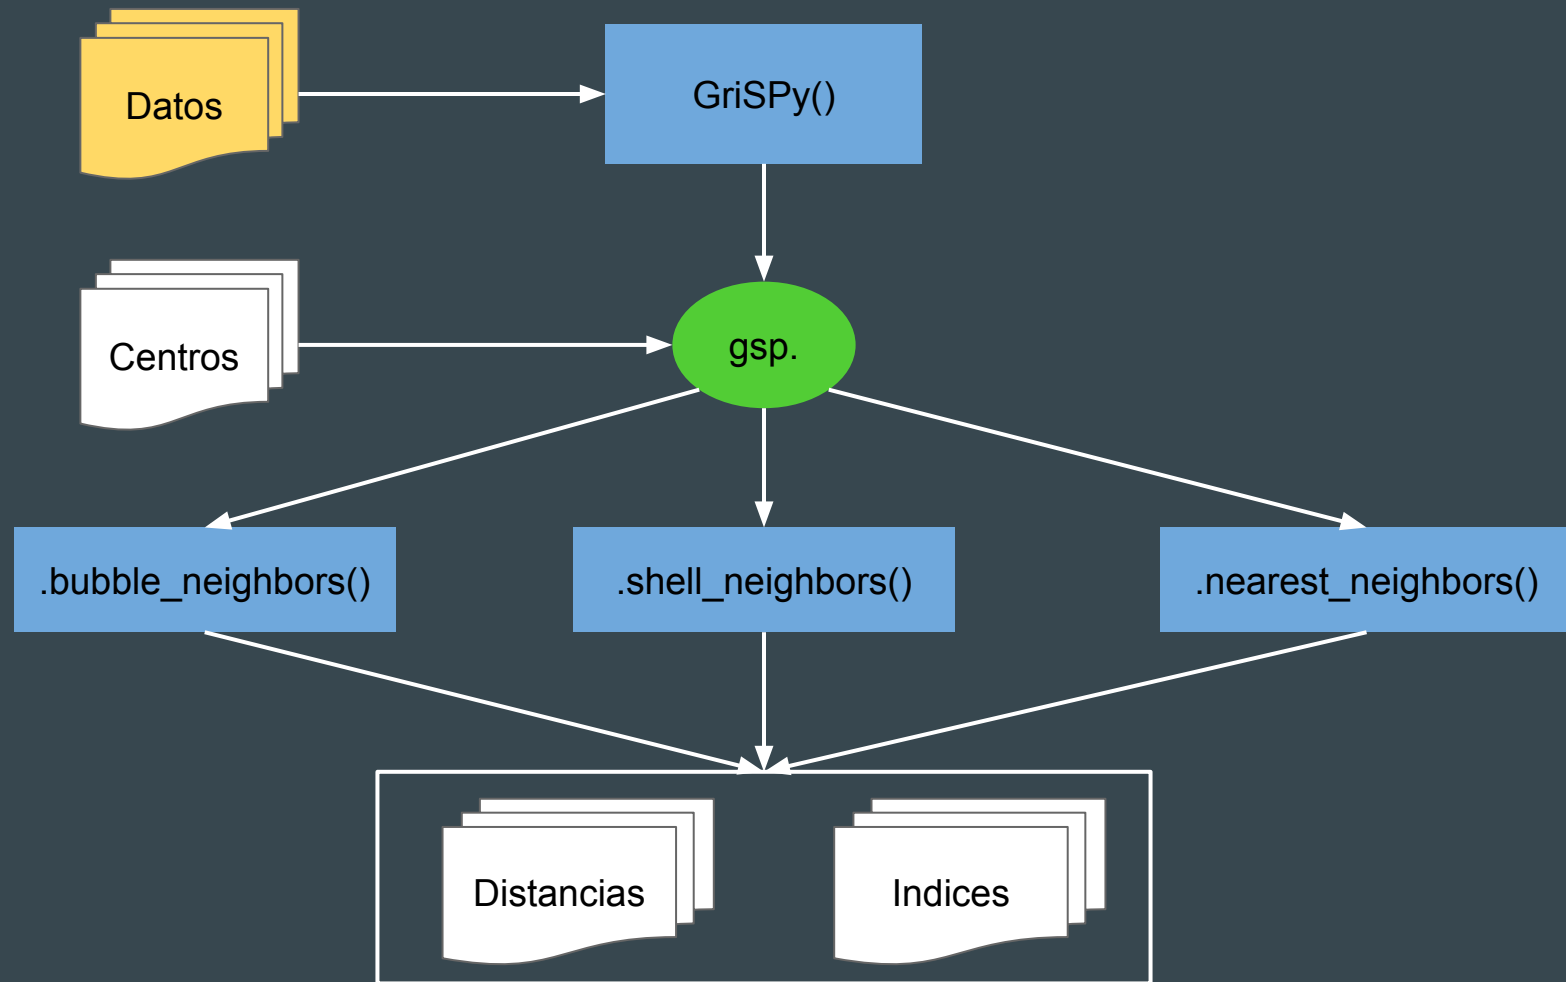 Datos
GriSPy()
Centros
gsp.
.bubble_neighbors()
.shell_neighbors()
.nearest_neighbors()
Distancias
Indices